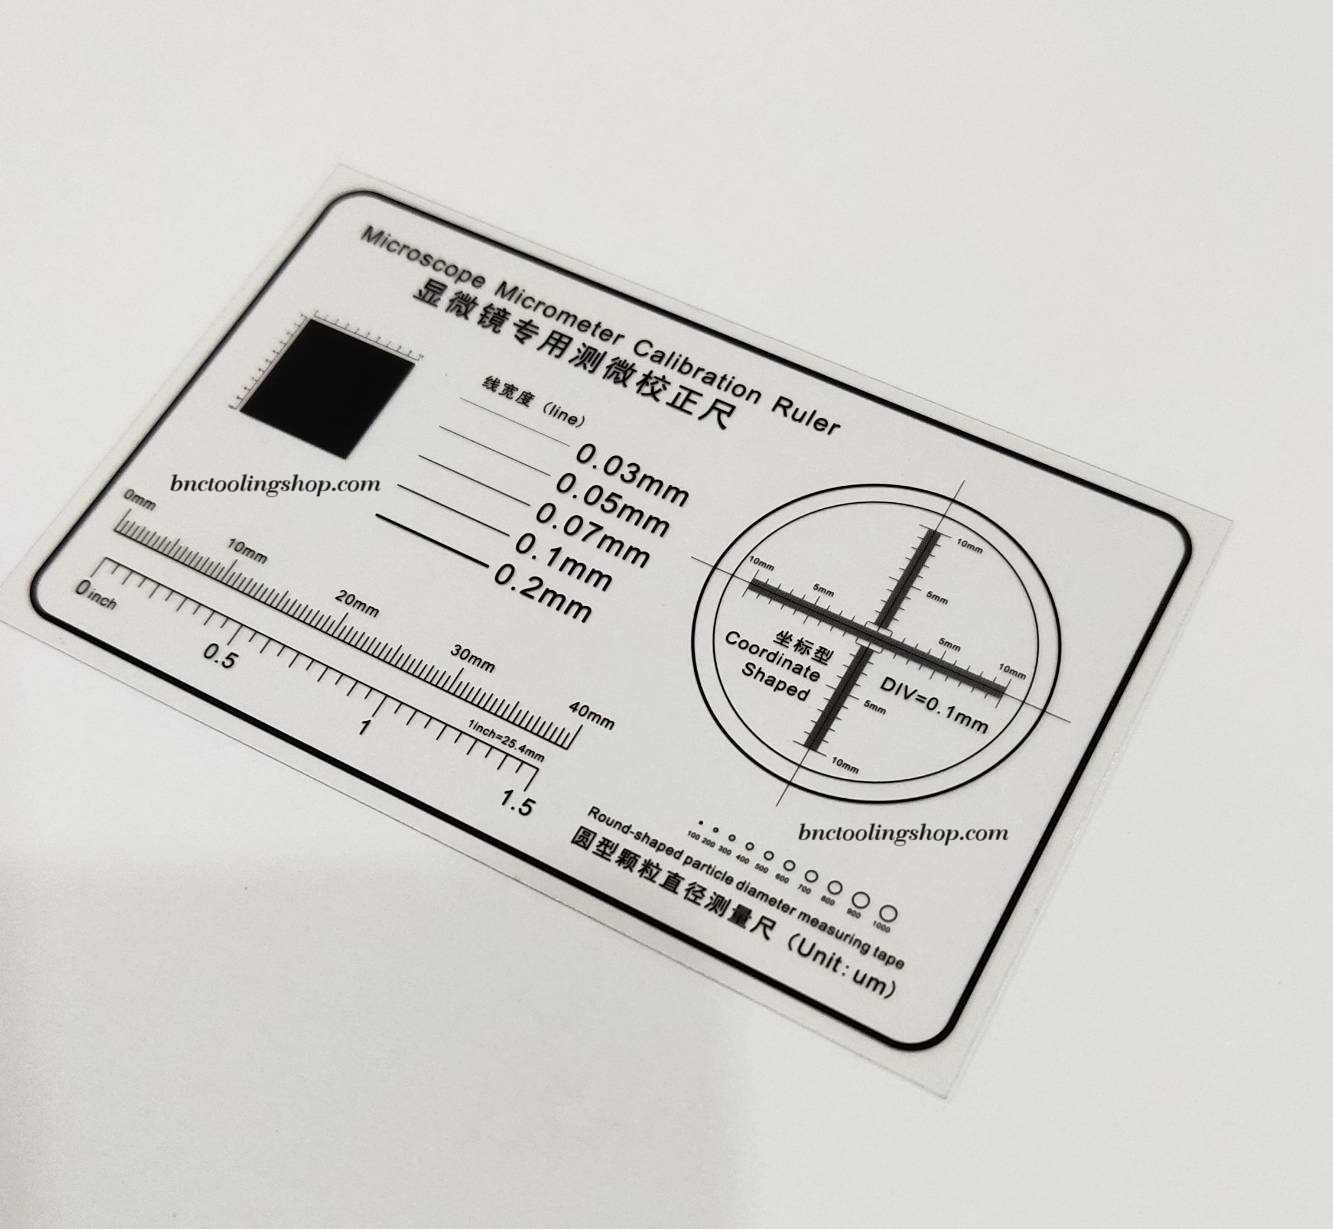 Microscope Micrometer Calibration Ruler
显微镜专用测微校正尺
线宽度（line）
0.03mm
0.05mm
0.07mm
0.1mm
0.2mm
bnctoolingshop.com
0mm
10mm
20mm
30mm
40mm
0inch
0.5
1
1.5
1inch=25.4mm
10mm
5mm
10mm
5mm
5mm
10mm
5mm
10mm
坐标型
Coordinate
Shaped
DIV=0.1mm
bnctoolingshop.com
100 200 300 400 500 600 700 800 900 1000
Round-shaped particle diameter measuring tape
圆型颗粒直径测量尺（Unit:um）